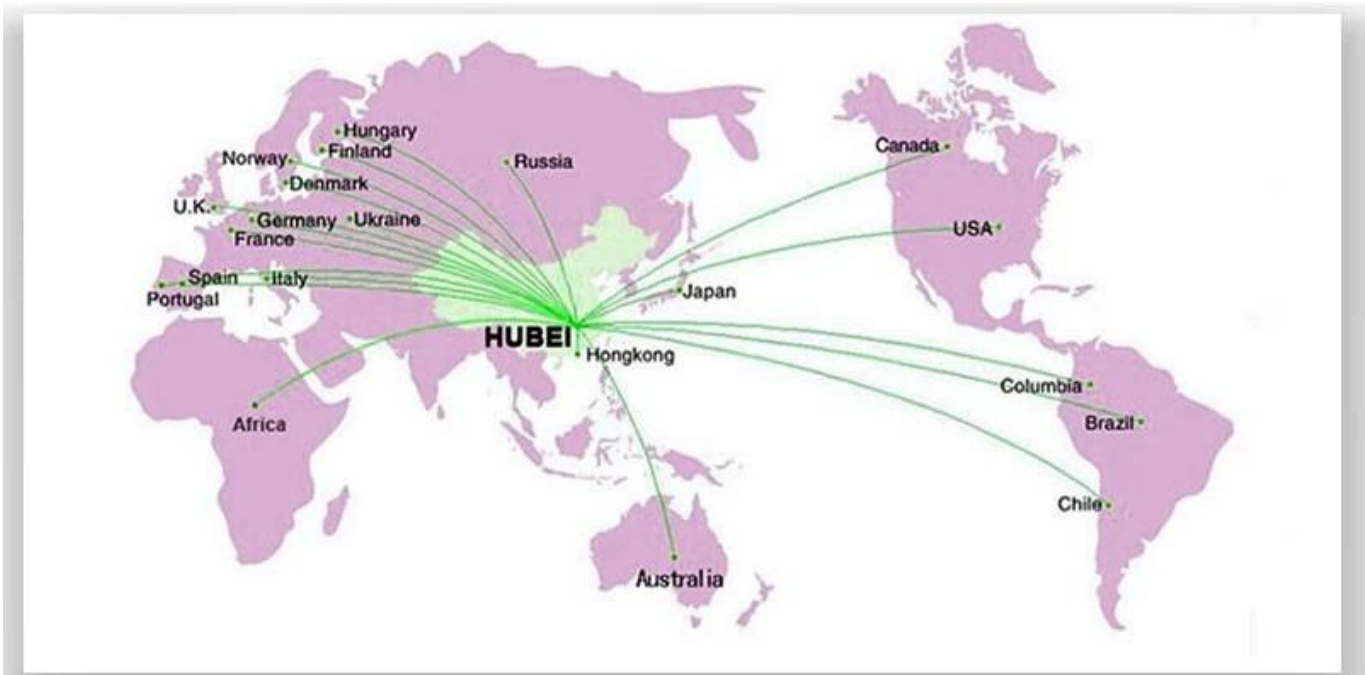 Hungary
Finland
Norway
Russia
Canada
Denmark
U.K.
Germany
Ukraine
France
USA
Spain
Italy
Portugal
Japan
HUBEI
Hongkong
Columbia
Africa
Brazil
Chile
Australia